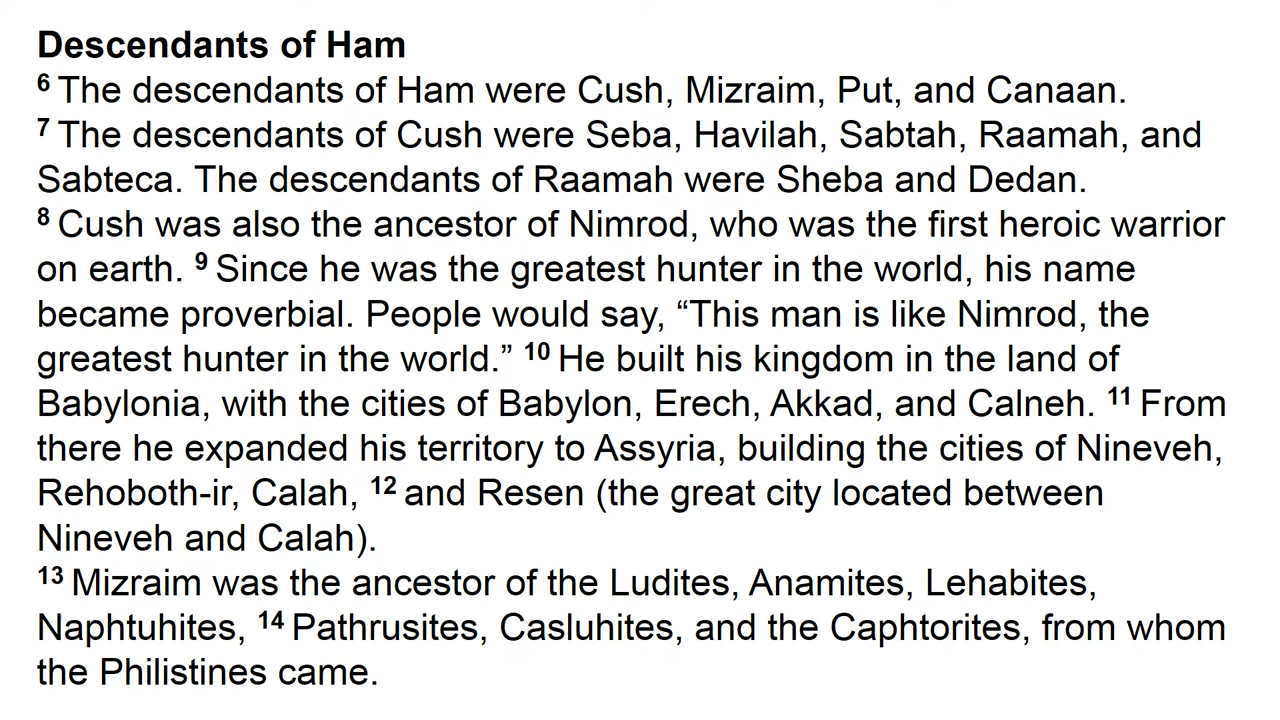 Descendants of Ham
6 The descendants of Ham were Cush, Mizraim, Put, and Canaan.
7 The descendants of Cush were Seba, Havilah, Sabtah, Raamah, and
Sabteca. The descendants of Raamah were Sheba and Dedan.
8 Cush was also the ancestor of Nimrod, who was the first heroic warrior
on earth. 9 Since he was the greatest hunter in the world, his name
became proverbial. People would say, “This man is like Nimrod, the
greatest hunter in the world.” 10 He built his kingdom in the land of
Babylonia, with the cities of Babylon, Erech, Akkad, and Calneh. 11 From
there he expanded his territory to Assyria, building the cities of Nineveh,
Rehoboth-ir, Calah, 12 and Resen (the great city located between
Nineveh and Calah).
13 Mizraim was the ancestor of the Ludites, Anamites, Lehabites,
Naphtuhites, 14 Pathrusites, Casluhites, and the Caphtorites, from whom
the Philistines came.